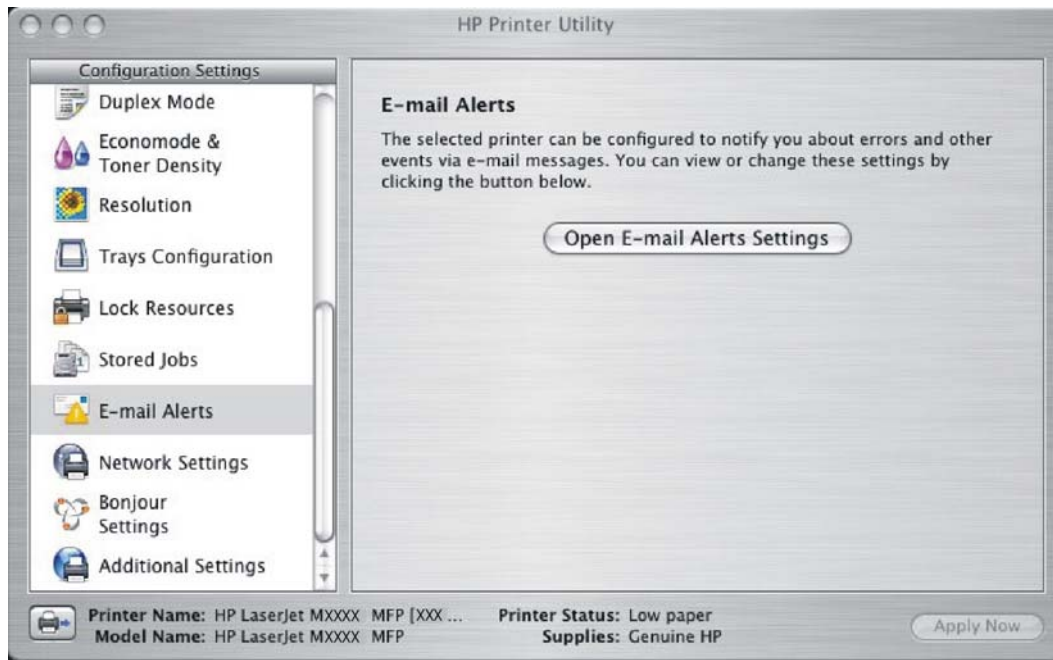 HP Printer Utility
Configuration Settings
Duplex Mode
Economode &
Toner Density
Resolution
Trays Configuration
Lock Resources
Stored Jobs
E-mail Alerts
Network Settings
Bonjour
Settings
Additional Settings
E-mail Alerts
The selected printer can be configured to notify you about errors and other
events via e-mail messages. You can view or change these settings by
clicking the button below.
Open E-mail Alerts Settings
Printer Name: HP LaserJet MXXXX MFP [XXX ...
Model Name: HP LaserJet MXXXX MFP
Printer Status: Low paper
Supplies: Genuine HP
Apply Now